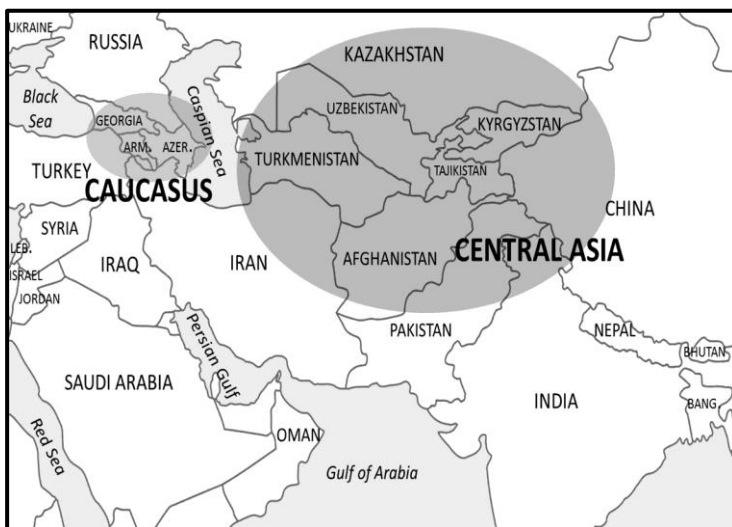 UKRAINE
RUSSIA
KAZAKHSTAN
Black
Sea
Caspian Sea
GEORGIA
UZBEKISTAN
KYRGYZSTAN
ARM.
AZER.
TURKMENISTAN
TAJIKISTAN
TURKEY
CAUCASUS
CHINA
SYRIA
LEB.
IRAQ
IRAN
AFGHANISTAN
CENTRAL ASIA
ISRAEL
JORDAN
PAKISTAN
NEPAL
BHUTAN
Persian Gulf
SAUDI ARABIA
INDIA
BANG.
OMAN
Red Sea
Gulf of Arabia